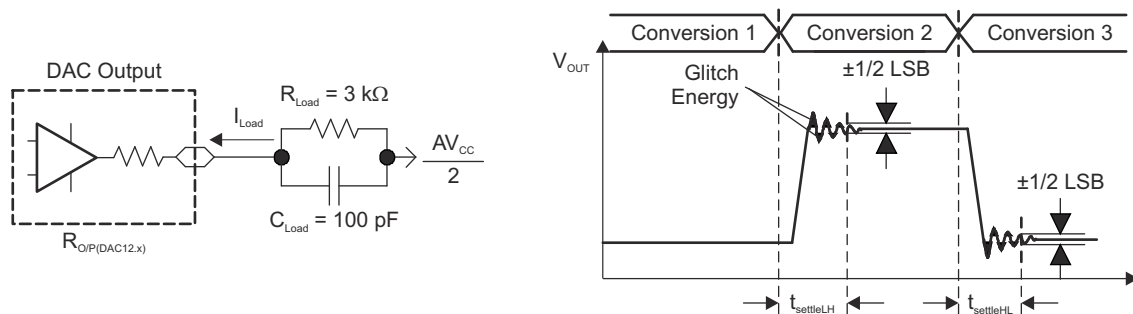 DAC Output
R_Load = 3 kΩ
I_Load
AV_CC
2
C_Load = 100 pF
R_O/P(DAC12.x)
Conversion 1
Conversion 2
Conversion 3
V_OUT
Glitch
Energy
±1/2 LSB
±1/2 LSB
t_settleLH
t_settleHL